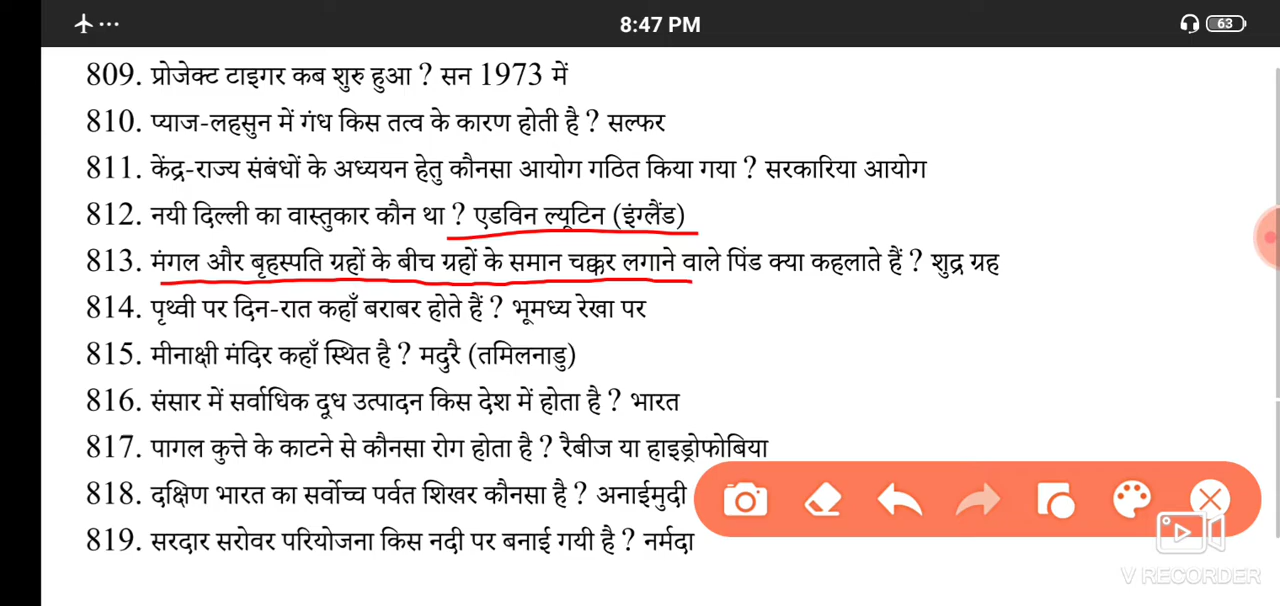 8:47 PM
63
809. प्रोजेक्ट टाइगर कब शुरु हुआ ? सन 1973 में
810. प्याज-लहसुन में गंध किस तत्व के कारण होती है ? सल्फर
811. केंद्र-राज्य संबंधों के अध्ययन हेतु कौनसा आयोग गठित किया गया ? सरकारिया आयोग
812. नयी दिल्ली का वास्तुकार कौन था ? एडविन ल्यूटिन (इंग्लैंड)
813. मंगल और बृहस्पति ग्रहों के बीच ग्रहों के समान चक्कर लगाने वाले पिंड क्या कहलाते हैं ? शुद्र ग्रह
814. पृथ्वी पर दिन-रात कहाँ बराबर होते हैं ? भूमध्य रेखा पर
815. मीनाक्षी मंदिर कहाँ स्थित है ? मदुरै (तमिलनाडु)
816. संसार में सर्वाधिक दूध उत्पादन किस देश में होता है ? भारत
817. पागल कुत्ते के काटने से कौनसा रोग होता है ? रैबीज या हाइड्रोफोबिया
818. दक्षिण भारत का सर्वोच्च पर्वत शिखर कौनसा है ? अनाईमुदी
819. सरदार सरोवर परियोजना किस नदी पर बनाई गयी है ? नर्मदा
V RECORDER